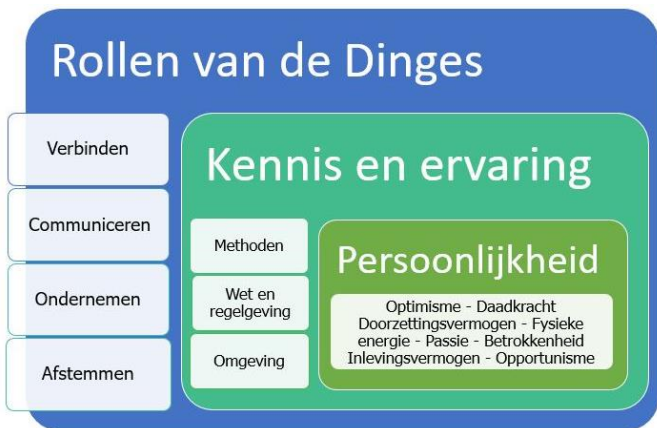 Rollen van de Dinges
Verbinden
Communiceren
Ondernemen
Afstemmen
Kennis en ervaring
Methoden
Wet en
regelgeving
Omgeving
Persoonlijkheid
Optimisme - Daadkracht
Doorzettingsvermogen - Fysieke
energie - Passie - Betrokkenheid
Inlevingsvermogen - Opportunisme